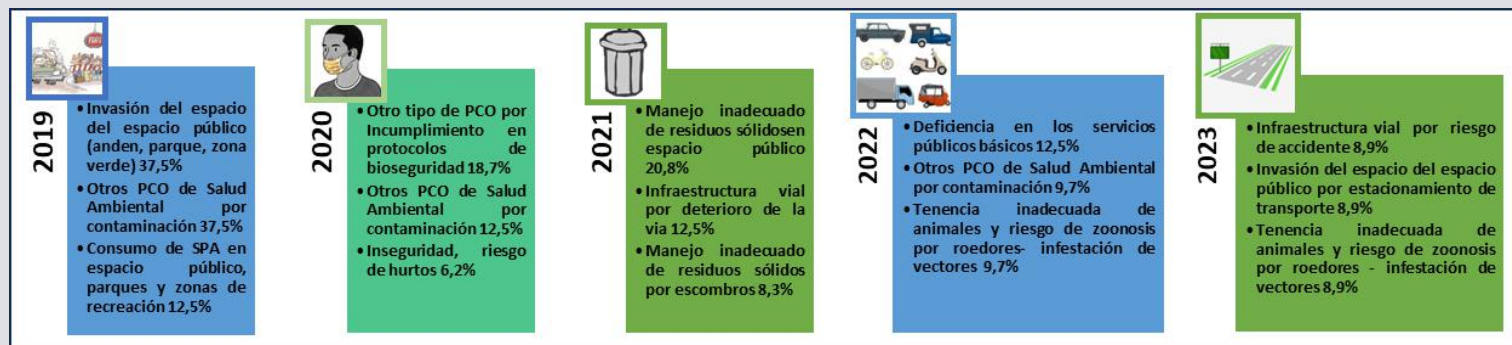 2019
• Invasión del espacio
del espacio público
(anden, parque, zona
verde) 37,5%
• Otros PCO de Salud
Ambiental por
contaminación 37,5%
• Consumo de SPA en
espacio público,
parques y zonas de
recreación 12,5%
2020
• Otro tipo de PCO por
Incumplimiento en
protocolos de
bioseguridad 18,7%
• Otros PCO de Salud
Ambiental por
contaminación 12,5%
• Inseguridad, riesgo
de hurtos 6,2%
2021
• Manejo inadecuado
de residuos sólidosen
espacio público
20,8%
• Infraestructura vial
por deterioro de la
via 12,5%
• Manejo inadecuado
de residuos sólidos
por escombros 8,3%
2022
• Deficiencia en los servicios
públicos básicos 12,5%
• Otros PCO de Salud Ambiental
por contaminación 9,7%
• Tenencia inadecuada de
animales y riesgo de zoonosis
por roedores- infestación de
vectores 9,7%
2023
• Infraestructura vial por riesgo
de accidente 8,9%
• Invasión del espacio del espacio
público por estacionamiento de
transporte 8,9%
• Tenencia inadecuada de
animales y riesgo de zoonosis
por roedores - infestación de
vectores 8,9%